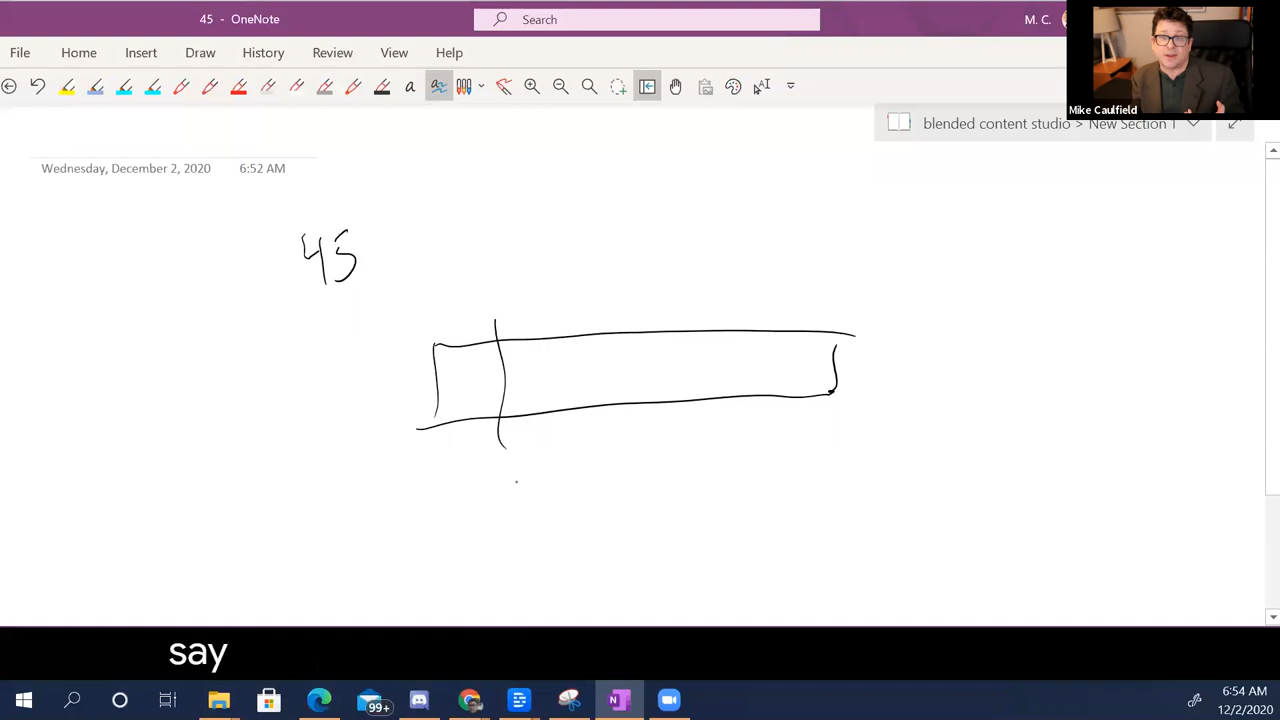 45 - OneNote
Search
M. C.
File Home Insert Draw History Review View Help
Mike Caulfield
blended content studio > New Section 1
Wednesday, December 2, 2020 6:52 AM
45
say
99+
6:54 AM
12/2/2020